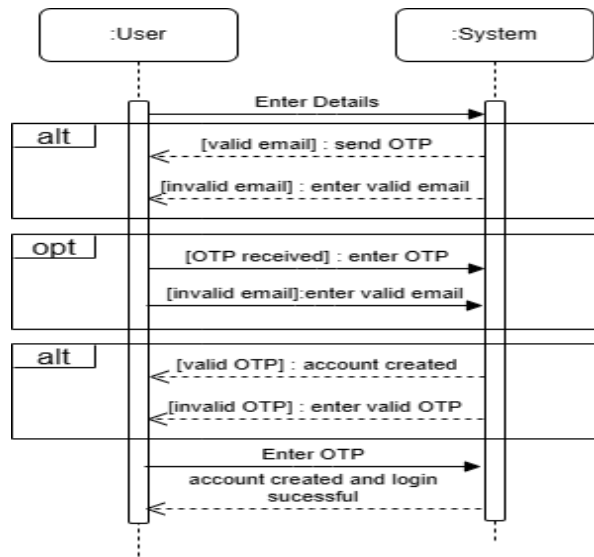 :User
:System
Enter Details
alt
[valid email] : send OTP
[invalid email] : enter valid email
opt
[OTP received] : enter OTP
[invalid email]:enter valid email
alt
[valid OTP] : account created
[invalid OTP] : enter valid OTP
Enter OTP
account created and login
sucessful